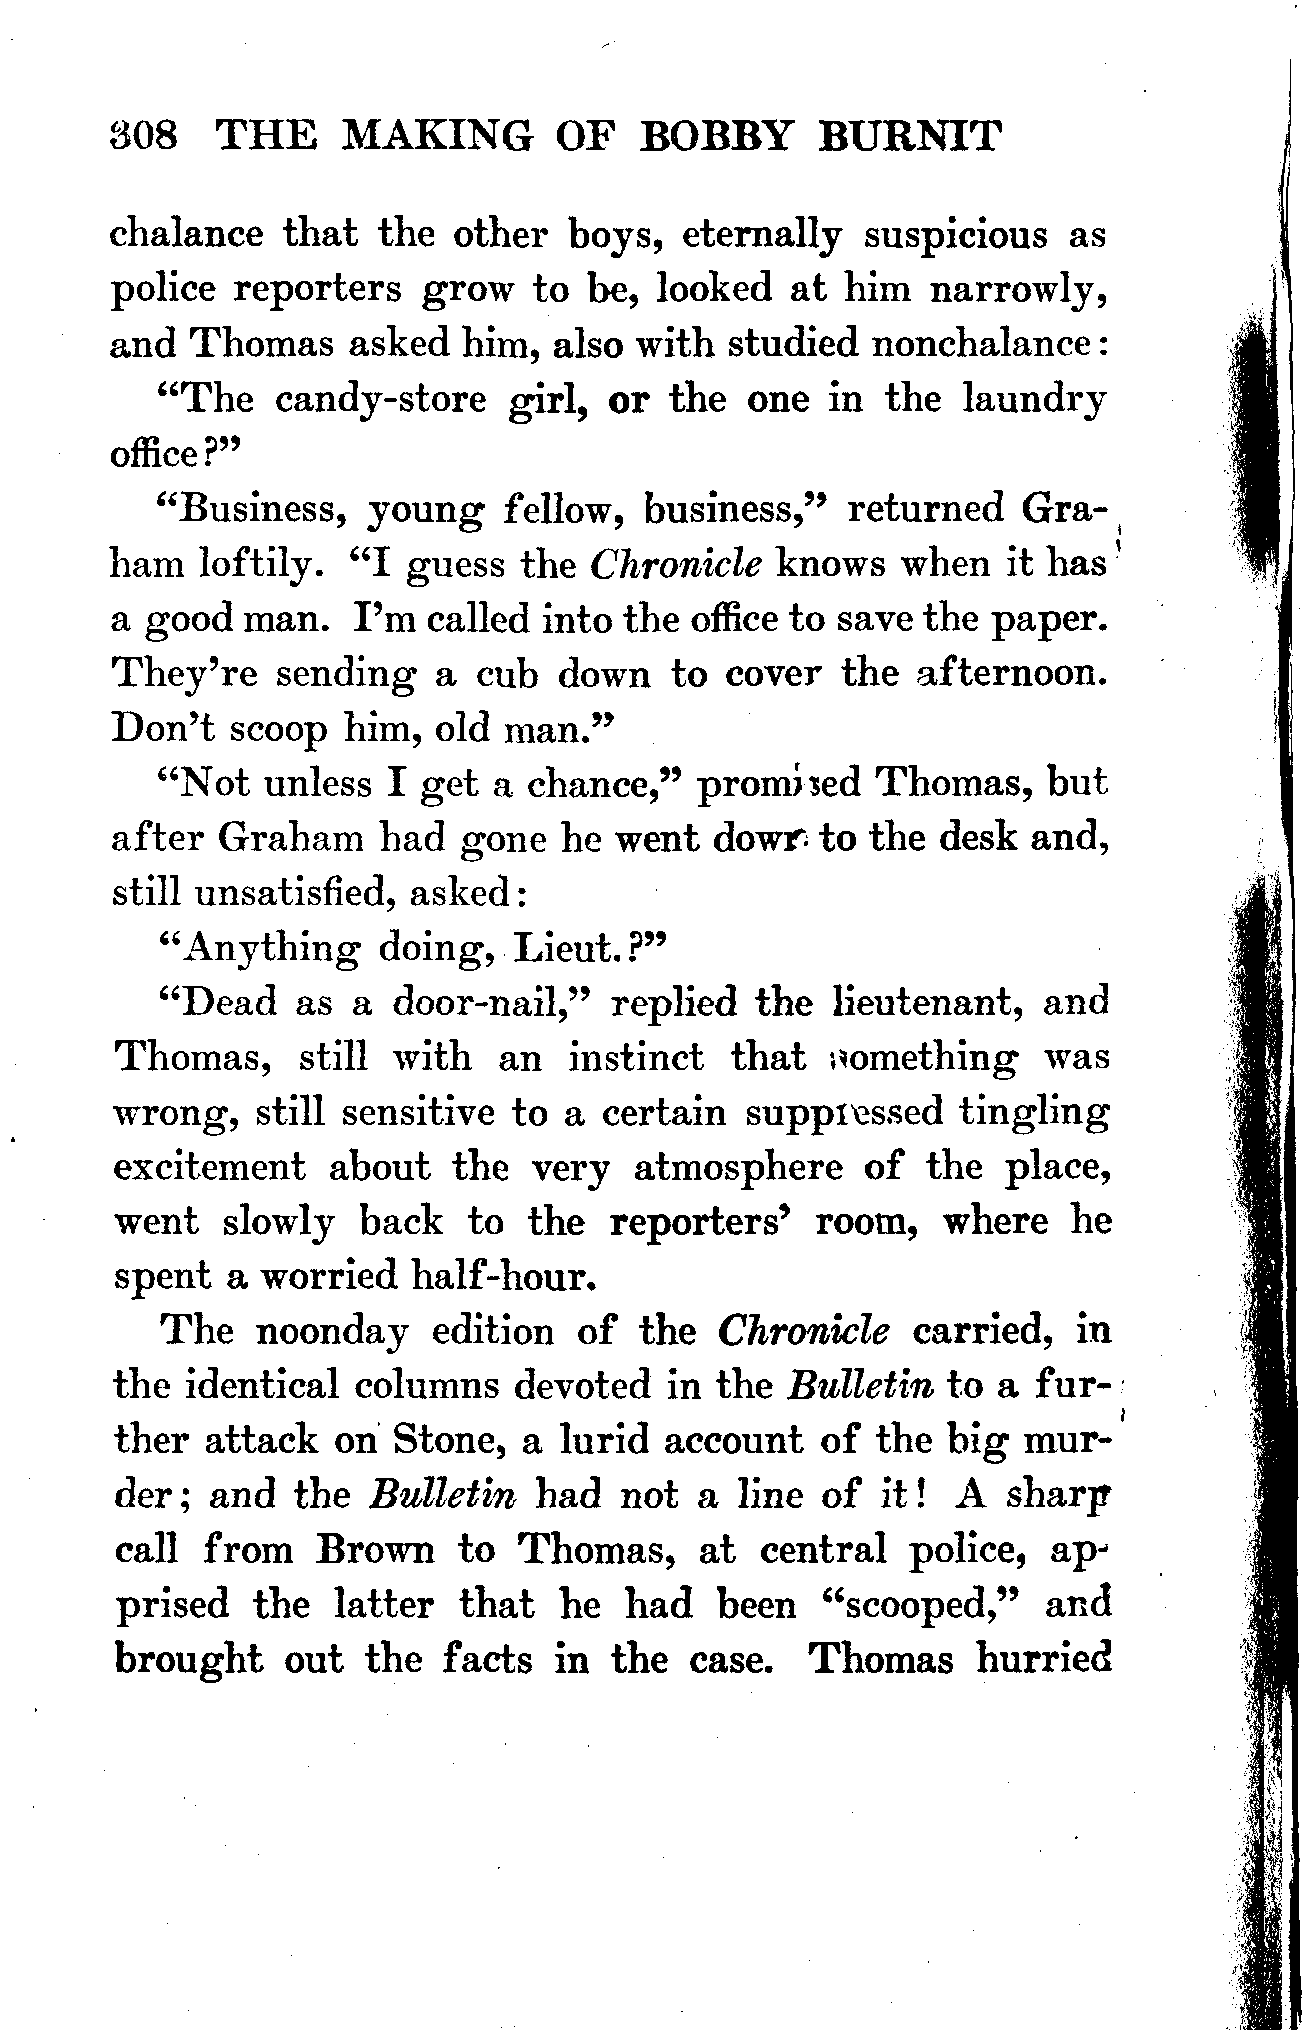 308 THE MAKING OF BOBBY BURNIT
chalance that the other boys, eternally suspicious as
police reporters grow to be, looked at him narrowly,
and Thomas asked him, also with studied nonchalance:
"The candy-store girl, or the one in the laundry
office?"
"Business, young fellow, business," returned Gra-
ham loftily. "I guess the Chronicle knows when it has
a good man. I'm called into the office to save the paper.
They're sending a cub down to cover the afternoon.
Don't scoop him, old man."
"Not unless I get a chance," promised Thomas, but
after Graham had gone he went down to the desk and,
still unsatisfied, asked:
"Anything doing, Lieut.?"
"Dead as a door-nail," replied the lieutenant, and
Thomas, still with an instinct that something was
wrong, still sensitive to a certain suppressed tingling
excitement about the very atmosphere of the place,
went slowly back to the reporters' room, where he
spent a worried half-hour.
The noonday edition of the Chronicle carried, in
the identical columns devoted in the Bulletin to a fur-
ther attack on Stone, a lurid account of the big mur-
der; and the Bulletin had not a line of it! A sharp
call from Brown to Thomas, at central police, ap-
prised the latter that he had been "scooped," and
brought out the facts in the case. Thomas hurried